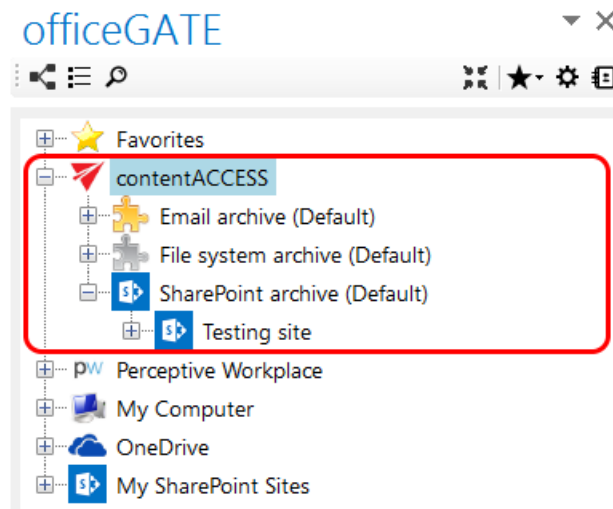 officeGATE
Favorites
contentACCESS
Email archive (Default)
File system archive (Default)
SharePoint archive (Default)
Testing site
pw Perceptive Workplace
My Computer
OneDrive
My SharePoint Sites